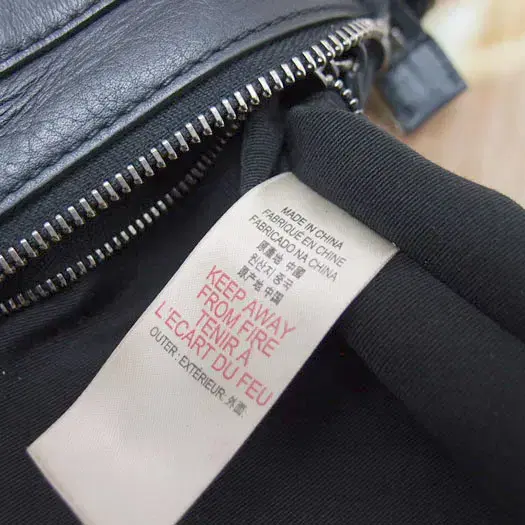 MADE IN CHINA
FABRIQUE EN CHINE
FABRICADO NA CHINA
原產地 中國
원산지/중국
原产地 中国
KEEP AWAY
FROM FIRE
TENIR À
L'ECART DU FEU
OUTER: EXTÉRIEUR: 外面: